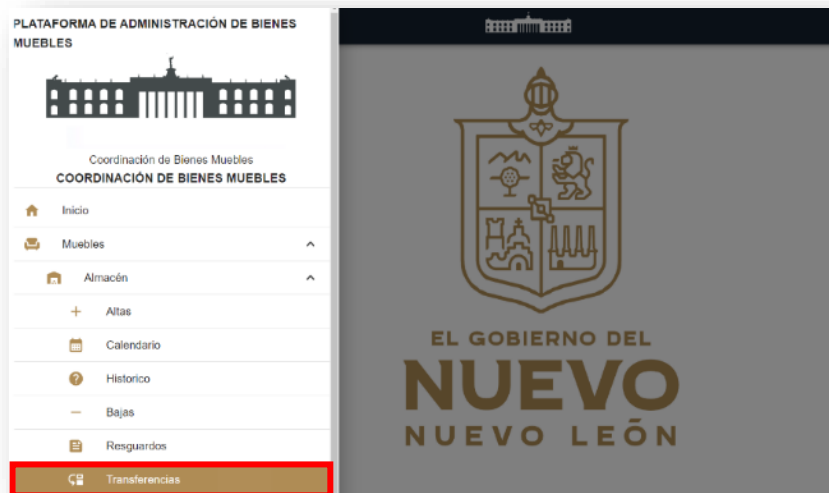 PLATAFORMA DE ADMINISTRACIÓN DE BIENES
MUEBLES
Coordinación de Bienes Muebles
COORDINACIÓN DE BIENES MUEBLES
Inicio
Muebles
Almacén
Altas
Calendario
Historico
Bajas
Resguardos
Transferencias
EL GOBIERNO DEL
NUEVO
NUEVO LEÓN